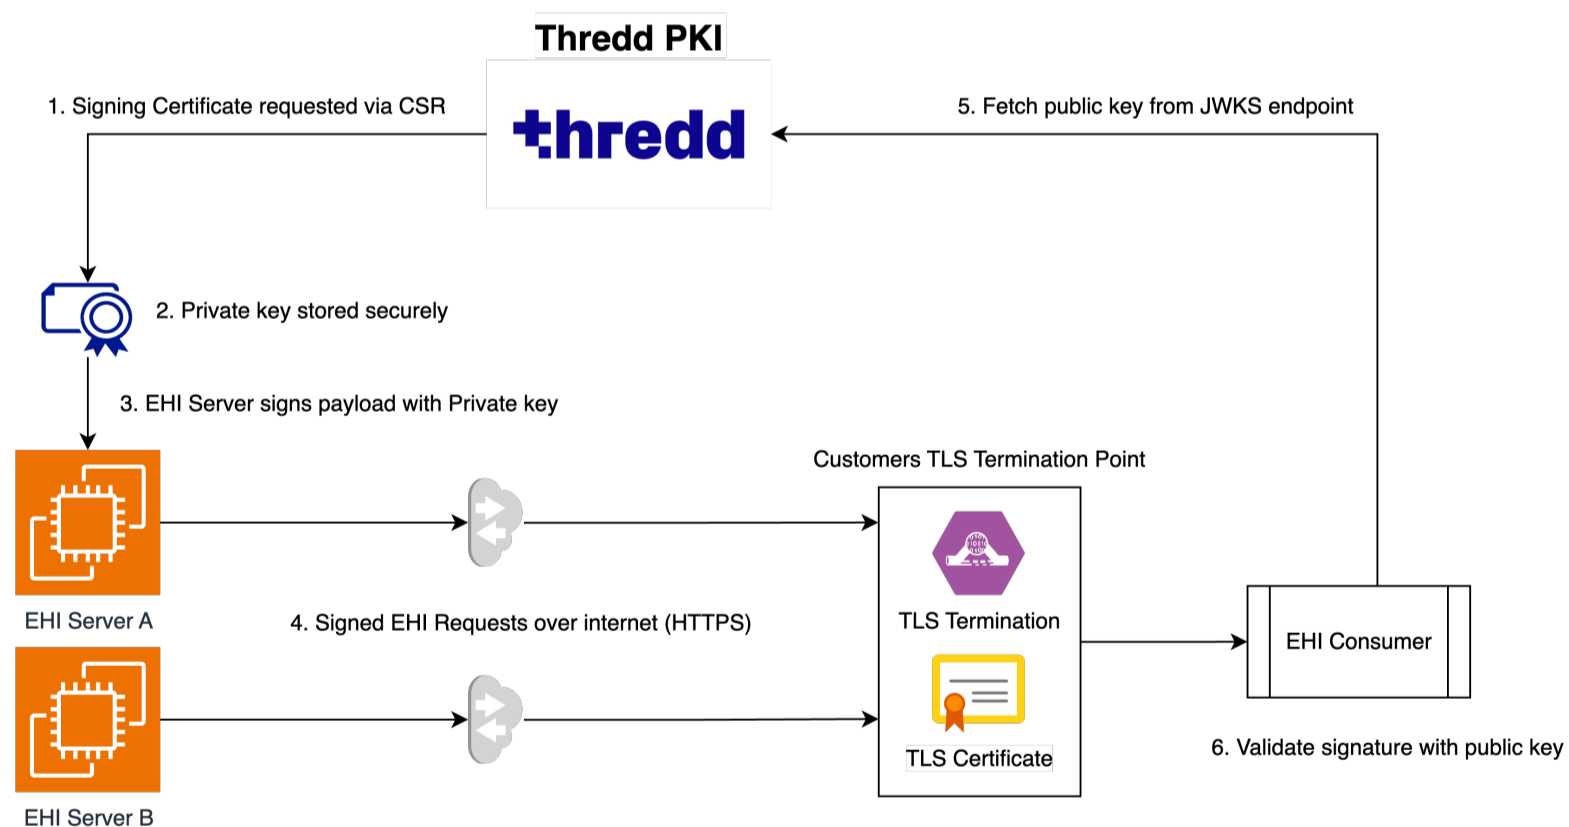 Thredd PKI
1. Signing Certificate requested via CSR
5. Fetch public key from JWKS endpoint
thredd
2. Private key stored securely
3. EHI Server signs payload with Private key
Customers TLS Termination Point
EHI Server A
4. Signed EHI Requests over internet (HTTPS)
TLS Termination
EHI Consumer
TLS Certificate
6. Validate signature with public key
EHI Server B